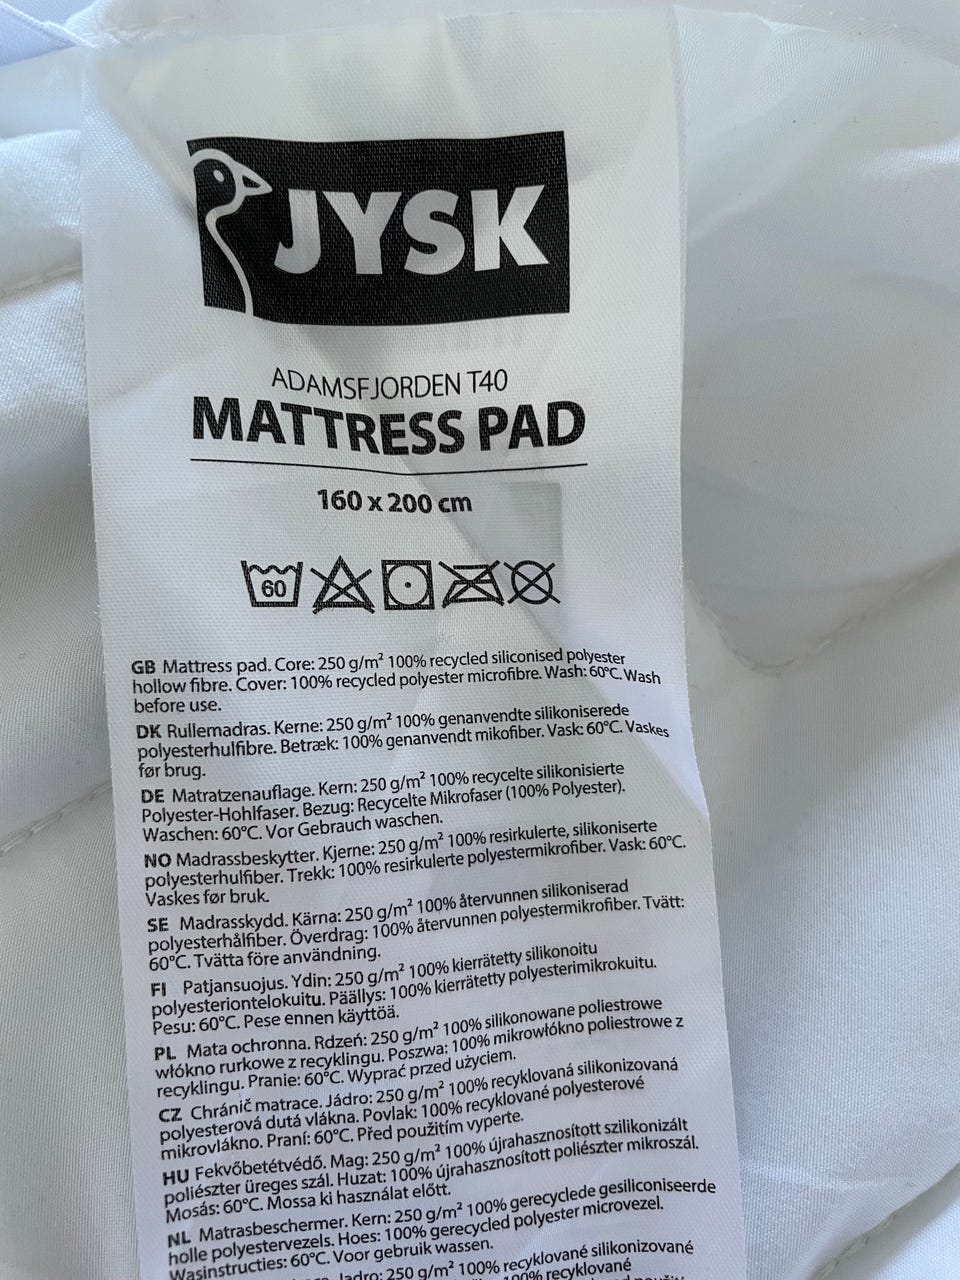 JYSK
ADAMSFJORDEN T40
MATTRESS PAD
160 x 200 cm
60
GB Mattress pad. Core: 250 g/m² 100% recycled siliconised polyester
hollow fibre. Cover: 100% recycled polyester microfibre. Wash: 60°C. Wash
before use.
DK Rullemadras. Kerne: 250 g/m² 100% genanvendte silikoniserede
polyesterhulfibre. Betræk: 100% genanvendt mikofiber. Vask: 60°C. Vaskes
før brug.
DE Matratzenauflage. Kern: 250 g/m² 100% recycelte silikonisierte
Polyester-Hohlfaser. Bezug: Recycelte Mikrofaser (100% Polyester).
Waschen: 60°C. Vor Gebrauch waschen.
NO Madrassbeskytter. Kjerne: 250 g/m² 100% resirkulerte, silikoniserte
polyesterhulfiber. Trekk: 100% resirkulerte polyestermikrofiber. Vask: 60°C.
Vaskes før bruk.
SE Madrasskydd. Kärna: 250 g/m² 100% återvunnen silikoniserad
polyesterhålfiber. Överdrag: 100% återvunnen polyestermikrofiber. Tvätt:
60°C. Tvätta före användning.
FI Patjansuojus. Ydin: 250 g/m² 100% kierrätetty silikonoitu
polyesteriontelokuitu. Päällys: 100% kierrätetty polyesterimikrokuitu.
Pesu: 60°C. Pese ennen käyttöä.
PL Mata ochronna. Rdzeń: 250 g/m² 100% silikonowane poliestrowe
włókno rurkowe z recyklingu. Poszwa: 100% mikrowłókno poliestrowe z
recyklingu. Pranie: 60°C. Wyprać przed użyciem.
CZ Chránič matrace. Jádro: 250 g/m² 100% recyklovaná silikonizovaná
polyesterová dutá vlákna. Povlak: 100% recyklované polyesterové
mikrovlákno. Praní: 60°C. Před použitím vyperte.
HU Fekvőbetétvédő. Mag: 250 g/m² 100% újrahasznosított szilikonizált
poliészter üreges szál. Huzat: 100% újrahasznosított poliészter mikroszál.
Mosás: 60°C. Mossa ki használat előtt.
NL Matrasbeschermer. Kern: 250 g/m² 100% gerecyclede gesiliconiseerde
holle polyestervezels. Hoes: 100% gerecycled polyester microvezel.
Wasinstructies: 60°C. Voor gebruik wassen.
Jadro: 250 g/m² 100% recyklované silikonizované
100% recyklované